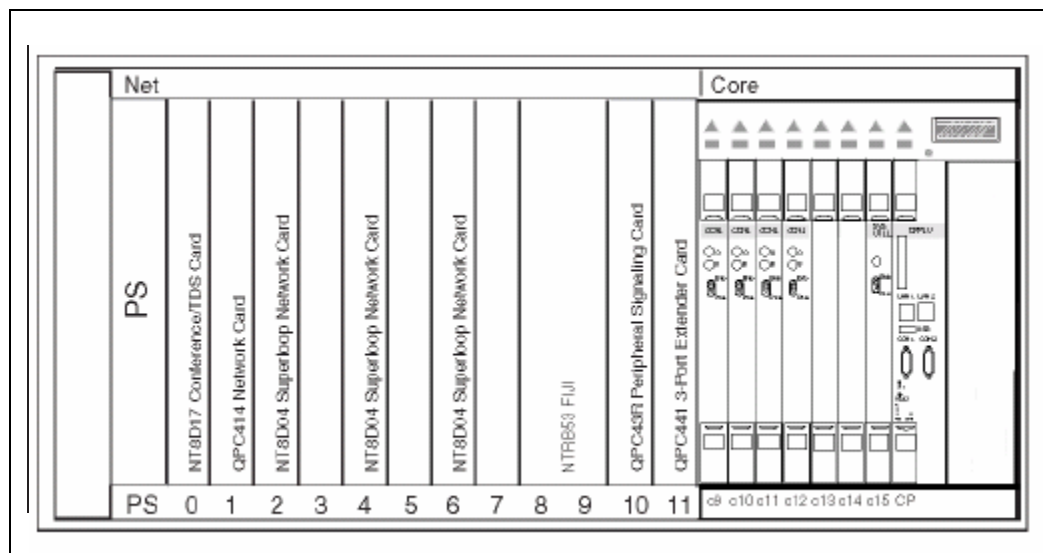 Net
Core
PS
NT8D17 Conference/TDS Card
QPC414 Network Card
NT8D04 Superloop Network Card
NT8D04 Superloop Network Card
NT8D04 Superloop Network Card
NTRB53 FIJI
QPC43R Peripheral Signaling Card
QPC441 3-Port Extender Card
PS 0 1 2 3 4 5 6 7 8 9 10 11
c9 c10 c11 c12 c13 c14 c15 CP